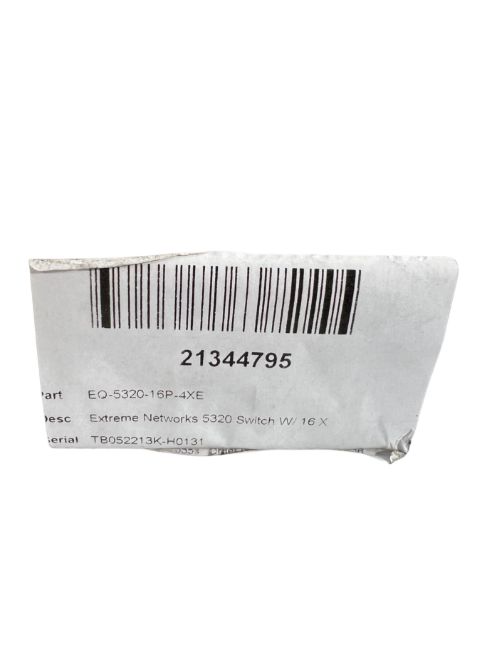 21344795
Part EQ-5320-16P-4XE
Desc Extreme Networks 5320 Switch W/ 16 X
Serial TB052213K-H0131